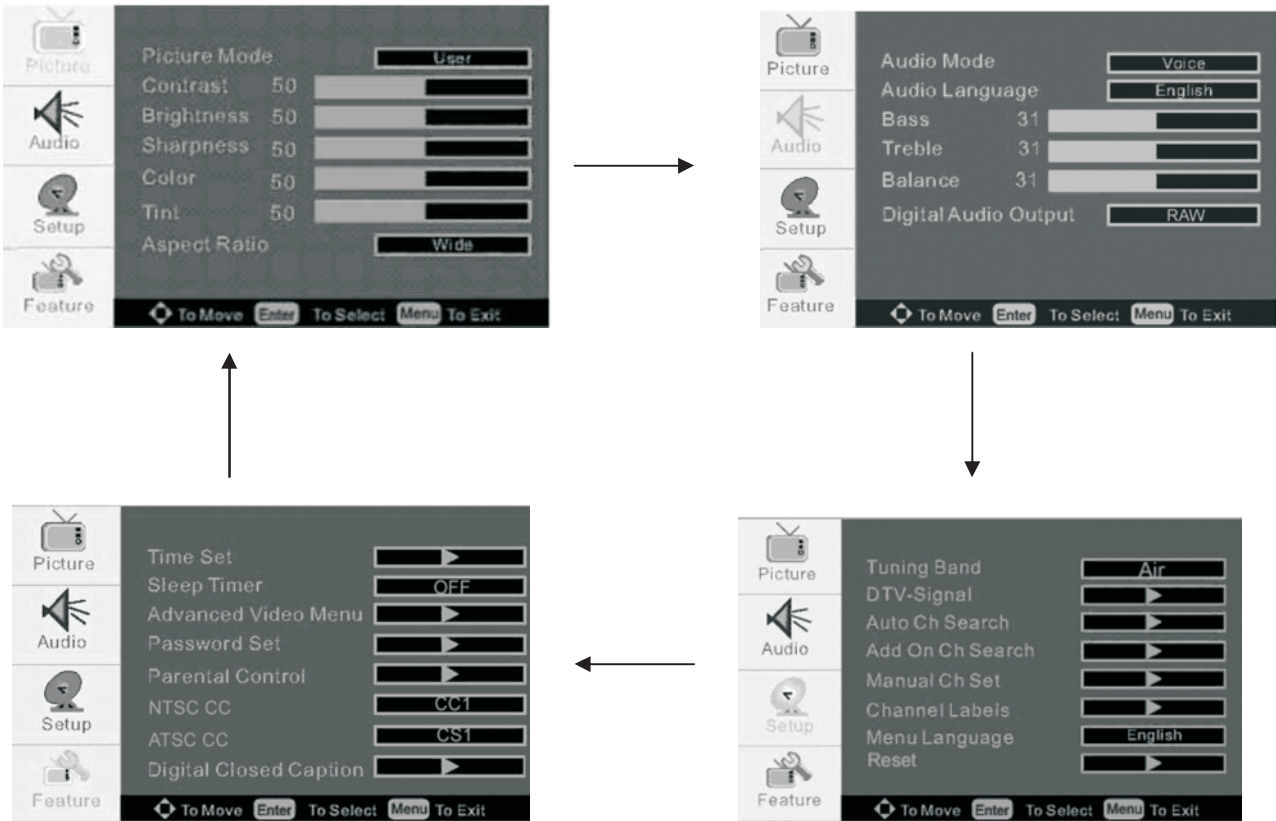 Picture
Audio
Setup
Feature
Picture Mode User
Contrast 50
Brightness 50
Sharpness 50
Color 50
Tint 50
Aspect Ratio Wide
To Move Enter To Select Menu To Exit
Picture
Audio
Setup
Feature
Audio Mode Voice
Audio Language English
Bass 31
Treble 31
Balance 31
Digital Audio Output RAW
To Move Enter To Select Menu To Exit
Picture
Audio
Setup
Feature
Time Set
Sleep Timer OFF
Advanced Video Menu
Password Set
Parental Control
NTSC CC CC1
ATSC CC CS1
Digital Closed Caption
To Move Enter To Select Menu To Exit
Picture
Audio
Setup
Feature
Tuning Band Air
DTV-Signal
Auto Ch Search
Add On Ch Search
Manual Ch Set
Channel Labels
Menu Language English
Reset
To Move Enter To Select Menu To Exit